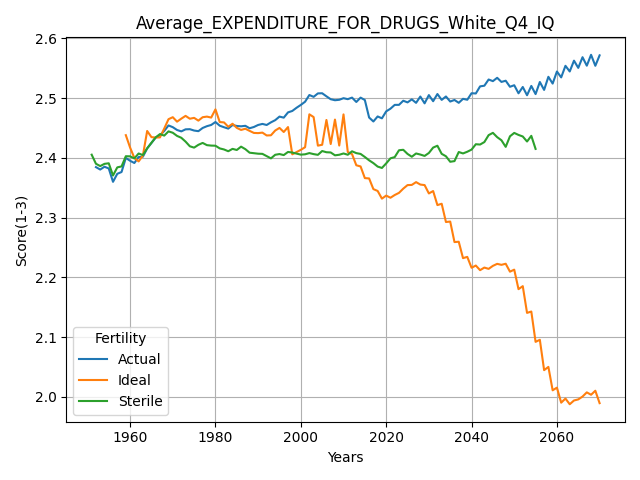 Average_EXPENDITURE_FOR_DRUGS_White_Q4_IQ
2.6
2.5
2.4
2.3
2.2
2.1
2.0
Score(1-3)
Fertility
Actual
Ideal
Sterile
1960 1980 2000 2020 2040 2060
Years